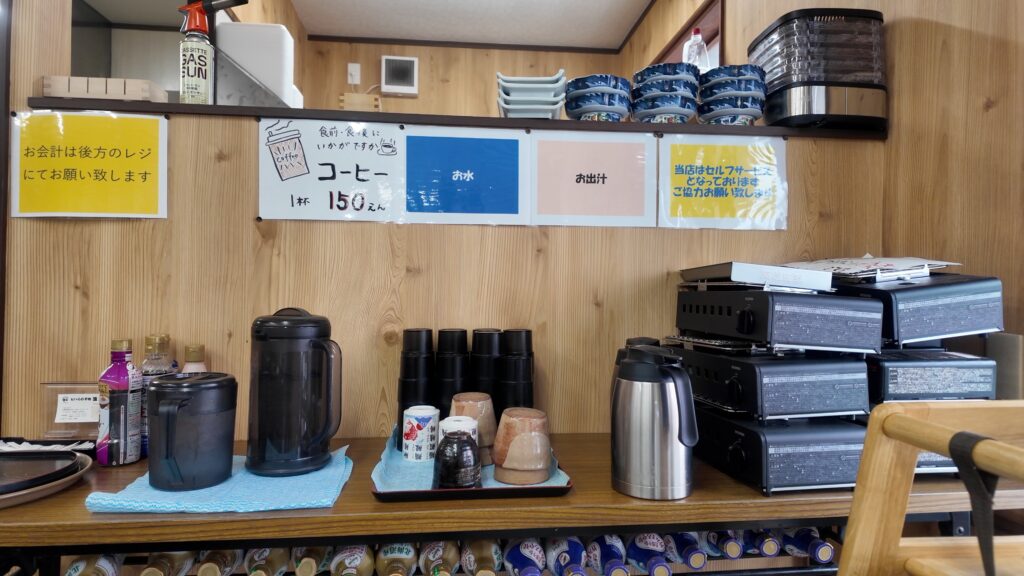 CASSETTE
GAS
GUN
お会計は後方のレジ
にてお願い致します
食前・食後に
いかがですか
Coffee
コーヒー
1杯 150えん
お水
お出汁
当店はセルフサービス
となっております
ご協力お願い致します